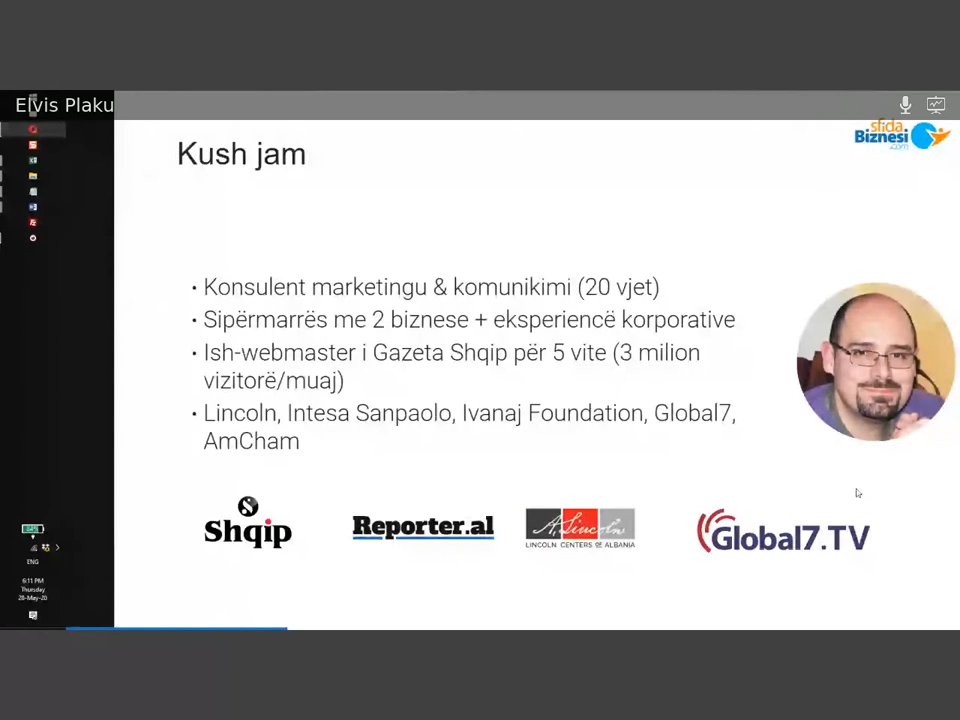 Elvis Plaku
sfida
Biznesi
.com
Kush jam
• Konsulent marketingu & komunikimi (20 vjet)
• Sipërmarrës me 2 biznese + eksperiencë korporative
• Ish-webmaster i Gazeta Shqip për 5 vite (3 milion
vizitorë/muaj)
• Lincoln, Intesa Sanpaolo, Ivanaj Foundation, Global7,
AmCham
Shqip
Reporter.al
A. Lincoln
LINCOLN CENTERS OF ALBANIA
Global7.TV
ENG
6:11 PM
Thursday
28-May-20